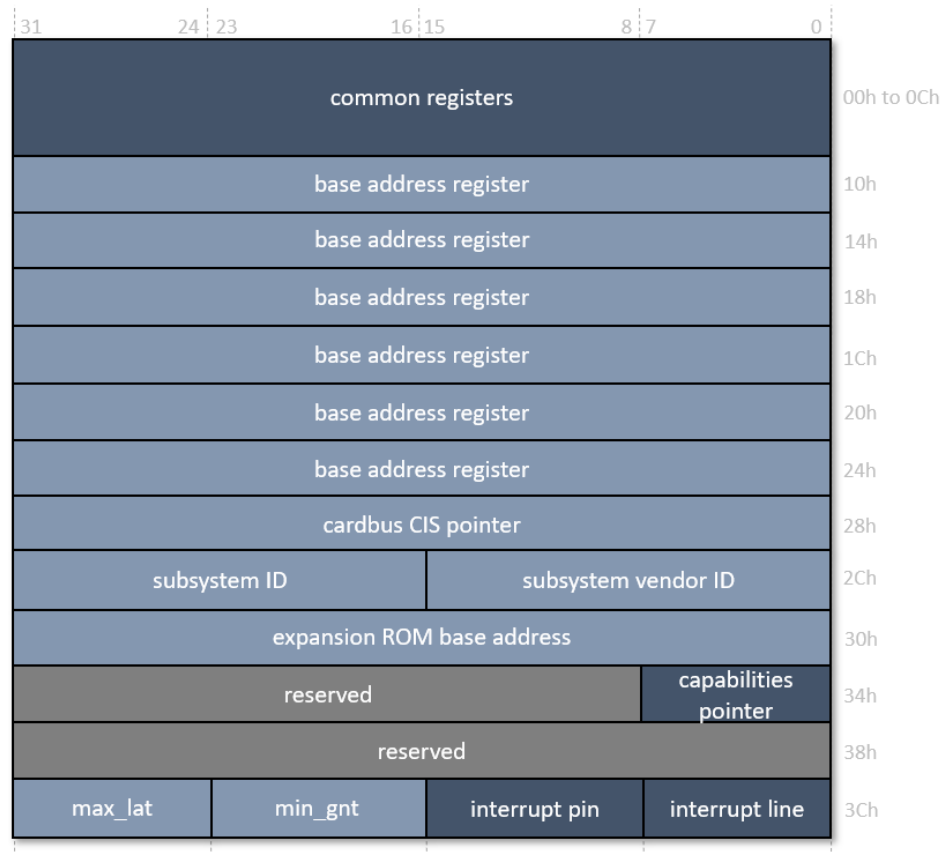 31 24 23 16 15 8 7 0
common registers 00h to 0Ch
base address register 10h
base address register 14h
base address register 18h
base address register 1Ch
base address register 20h
base address register 24h
cardbus CIS pointer 28h
subsystem ID subsystem vendor ID 2Ch
expansion ROM base address 30h
reserved capabilities pointer 34h
reserved 38h
max_lat min_gnt interrupt pin interrupt line 3Ch